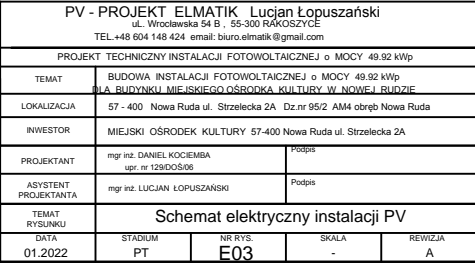 PV - PROJEKT ELMATIK Lucjan Łopuszański
uL. Wrocławska 54 B , 55-300 RAKOSZYCE
TEL.+48 604 148 424 email: biuro.elmatik@gmail.com
PROJEKT TECHNICZNY INSTALACJI FOTOWOLTAICZNEJ o MOCY 49.92 kWp
TEMAT
BUDOWA INSTALACJI FOTOWOLTAICZNEJ o MOCY 49.92 kWp
DLA BUDYNKU MIEJSKIEGO OŚRODKA KULTURY W NOWEJ RUDZIE
LOKALIZACJA
57 - 400 Nowa Ruda ul. Strzelecka 2A Dz.nr 95/2 AM4 obręb Nowa Ruda
INWESTOR
MIEJSKI OŚRODEK KULTURY 57-400 Nowa Ruda ul. Strzelecka 2A
PROJEKTANT
mgr inż. DANIEL KOCIEMBA
upr. nr 129/DOŚ/06
Podpis
ASYSTENT
PROJEKTANTA
mgr inż. LUCJAN ŁOPUSZAŃSKI
Podpis
TEMAT
RYSUNKU
Schemat elektryczny instalacji PV
DATA
01.2022
STADIUM
PT
NR RYS.
E03
SKALA
-
REWIZJA
A